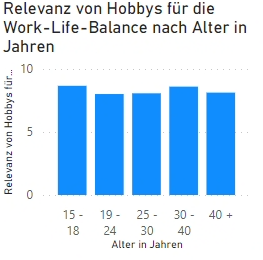 Relevanz von Hobbys für die
Work-Life-Balance nach Alter in
Jahren
Relevanz von Hobbys für…
10
5
0
15 - 18
19 - 24
25 - 30
30 - 40
40 +
Alter in Jahren